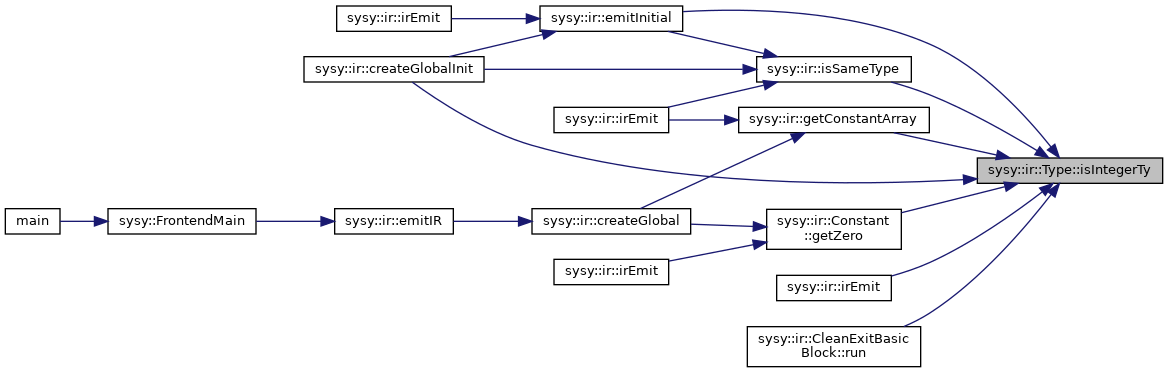 sysy::ir::irEmit
sysy::ir::emitInitial
sysy::ir::createGlobalInit
sysy::ir::isSameType
sysy::ir::irEmit
sysy::ir::getConstantArray
sysy::ir::Type::isIntegerTy
main
sysy::FrontendMain
sysy::ir::emitIR
sysy::ir::createGlobal
sysy::ir::Constant
::getZero
sysy::ir::irEmit
sysy::ir::irEmit
sysy::ir::CleanExitBasic
Block::run